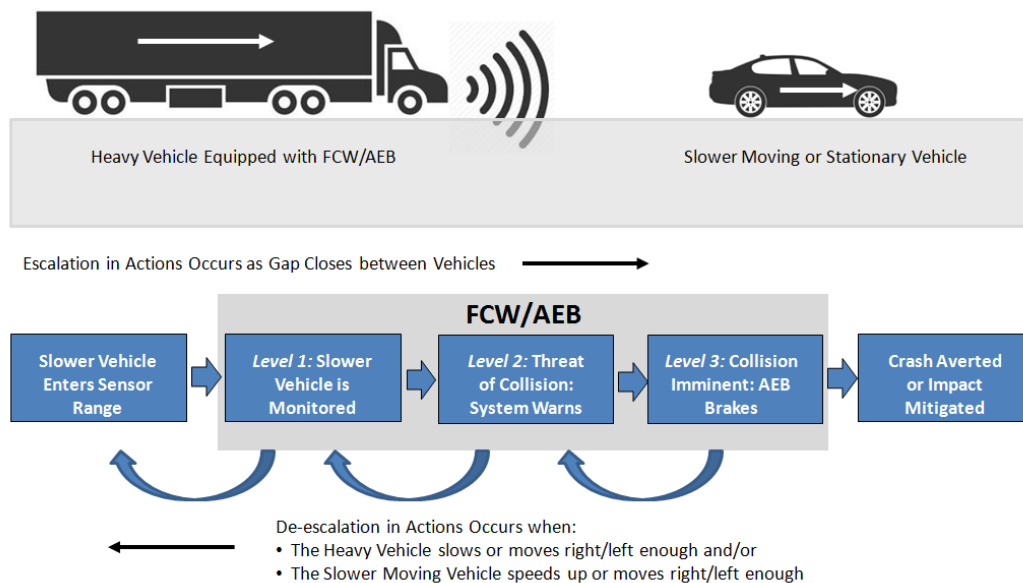 Heavy Vehicle Equipped with FCW/AEB
Slower Moving or Stationary Vehicle
Escalation in Actions Occurs as Gap Closes between Vehicles
FCW/AEB
Slower Vehicle
Enters Sensor
Range
Level 1: Slower
Vehicle is
Monitored
Level 2: Threat
of Collision:
System Warns
Level 3: Collision
Imminent: AEB
Brakes
Crash Averted
or Impact
Mitigated
De-escalation in Actions Occurs when:
• The Heavy Vehicle slows or moves right/left enough and/or
• The Slower Moving Vehicle speeds up or moves right/left enough